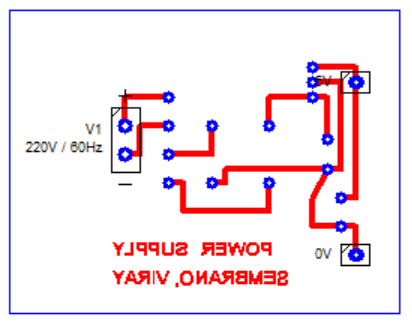 V1
220V / 60Hz
5V
0V
POWER SUPPLY
SEMBRANO, VIRAY